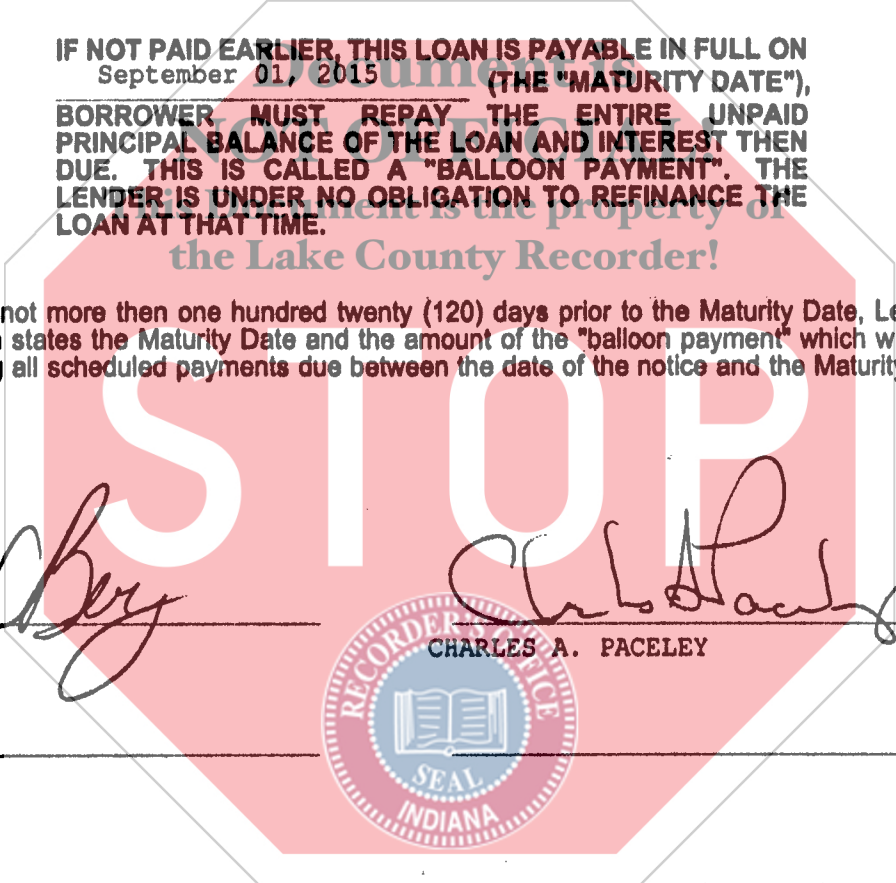 IF NOT PAID EARLIER, THIS LOAN IS PAYABLE IN FULL ON
September 01, 2015 (THE "MATURITY DATE"),
BORROWER MUST REPAY THE ENTIRE UNPAID
PRINCIPAL BALANCE OF THE LOAN AND INTEREST THEN
DUE. THIS IS CALLED A "BALLOON PAYMENT". THE
LENDER IS UNDER NO OBLIGATION TO REFINANCE THE
LOAN AT THAT TIME.
Document is
NOT OFFICIAL!
This Document is the property of
the Lake County Recorder!
not more then one hundred twenty (120) days prior to the Maturity Date, Le
states the Maturity Date and the amount of the "balloon payment" which w
all scheduled payments due between the date of the notice and the Maturity
STOP
CHARLES A. PACELEY
RECORDER'S OFFICE
SEAL
INDIANA